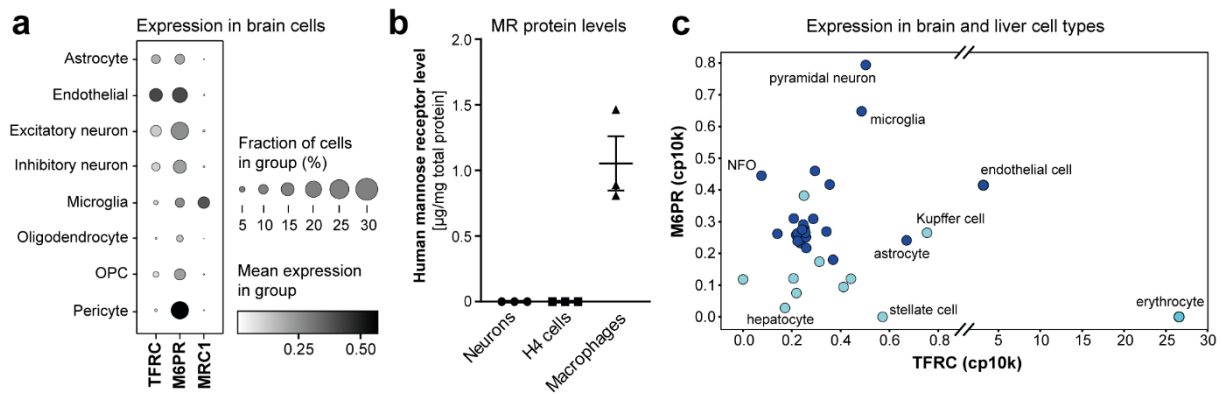 a
Expression in brain cells
Astrocyte
Endothelial
Excitatory neuron
Inhibitory neuron
Microglia
Oligodendrocyte
OPC
Pericyte
TFRC
M6PR
MRC1
Fraction of cells
in group (%)
5 10 15 20 25 30
Mean expression
in group
0.25 0.50
b
MR protein levels
Human mannose receptor level
[µg/mg total protein]
2.0
1.5
1.0
0.5
0
Neurons
H4 cells
Macrophages
c
Expression in brain and liver cell types
M6PR (cp10k)
0.8
0.7
0.6
0.5
0.4
0.3
0.2
0.1
0.0
pyramidal neuron
microglia
NFO
endothelial cell
Kupffer cell
astrocyte
hepatocyte
stellate cell
erythrocyte
0.0 0.2 0.4 0.6 0.8 5 10 15 20 25 30
TFRC (cp10k)